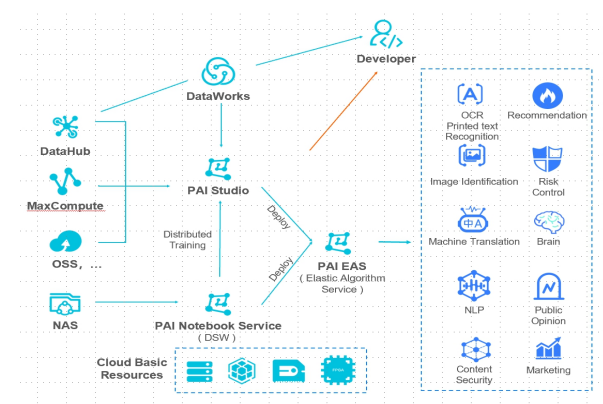 Developer
DataWorks
DataHub
MaxCompute
OSS, ...
NAS
PAI Studio
Distributed
Training
Deploy
Deploy
PAI EAS
( Elastic Algorithm
Service )
PAI Notebook Service
( DSW )
Cloud Basic
Resources
OCR
Printed text
Recognition
Recommendation
Image Identification
Risk
Control
中A
Machine Translation
Brain
NLP
Public
Opinion
Content
Security
Marketing